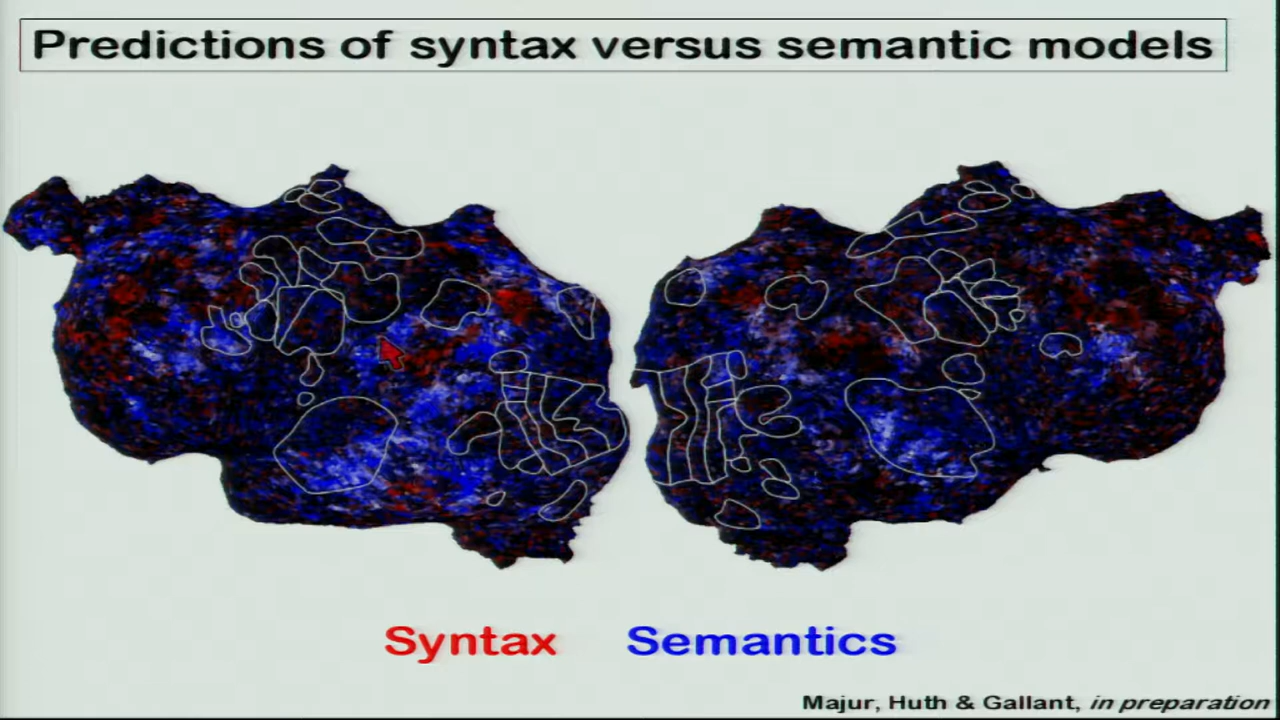 Predictions of syntax versus semantic models
Syntax Semantics
Majur, Huth & Gallant, in preparation